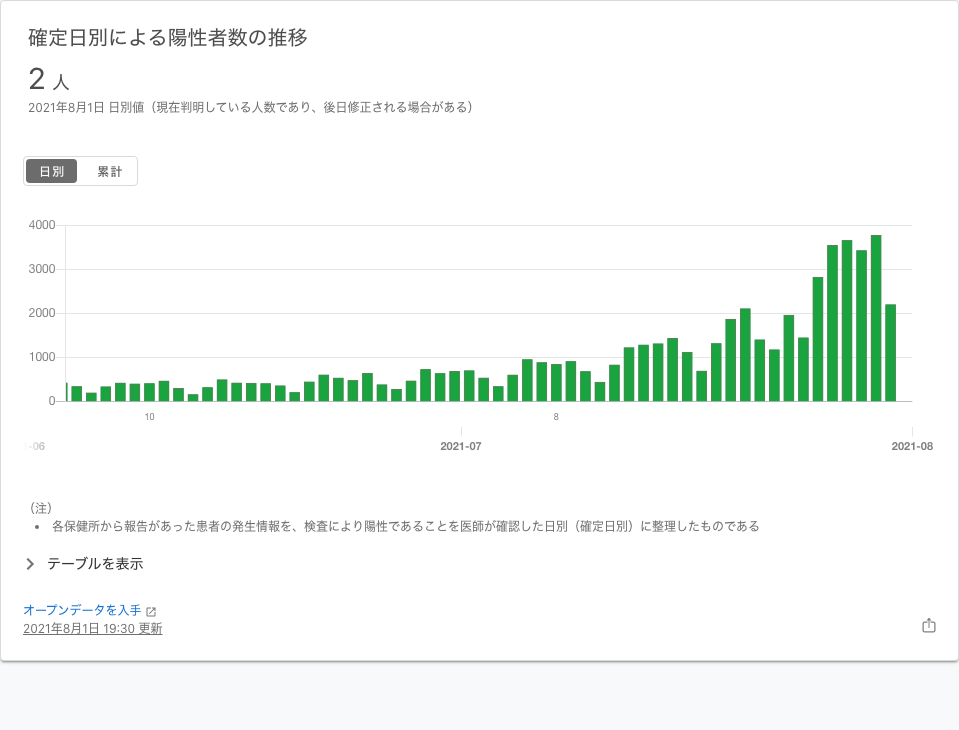 確定日別による陽性者数の推移
2 人
2021年8月1日 日別値（現在判明している人数であり、後日修正される場合がある）
日別 累計
4000
3000
2000
1000
0
10 8
-06 2021-07 2021-08
（注）
• 各保健所から報告があった患者の発生情報を、検査により陽性であることを医師が確認した日別（確定日別）に整理したものである
テーブルを表示
オープンデータを入手
2021年8月1日 19:30 更新